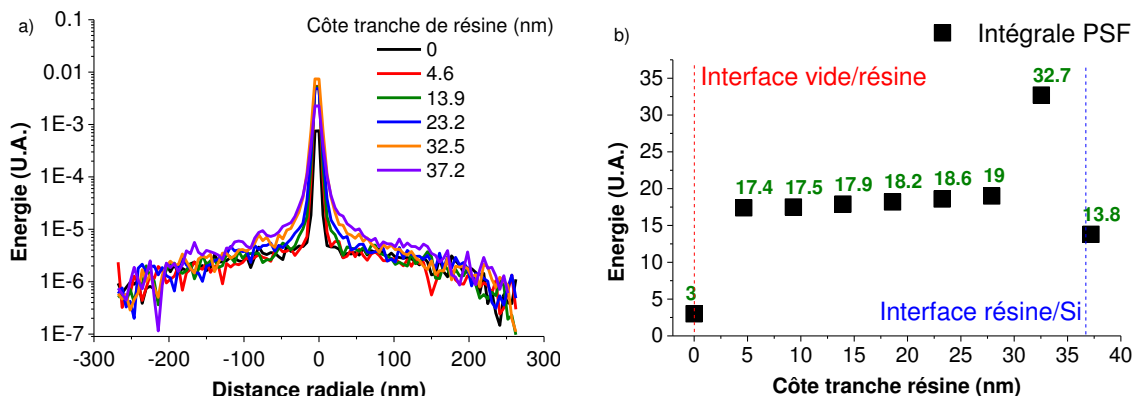 a)
Côte tranche de résine (nm)
0
4.6
13.9
23.2
32.5
37.2
0.1
0.01
1E-3
1E-4
1E-5
1E-6
1E-7
Energie (U.A.)
-300
-200
-100
0
100
200
300
Distance radiale (nm)
b)
Intégrale PSF
Interface vide/résine
Interface résine/Si
35
30
25
20
15
10
5
0
Energie (U.A.)
3
17.4
17.5
17.9
18.2
18.6
19
32.7
13.8
0
5
10
15
20
25
30
35
40
Côte tranche résine (nm)